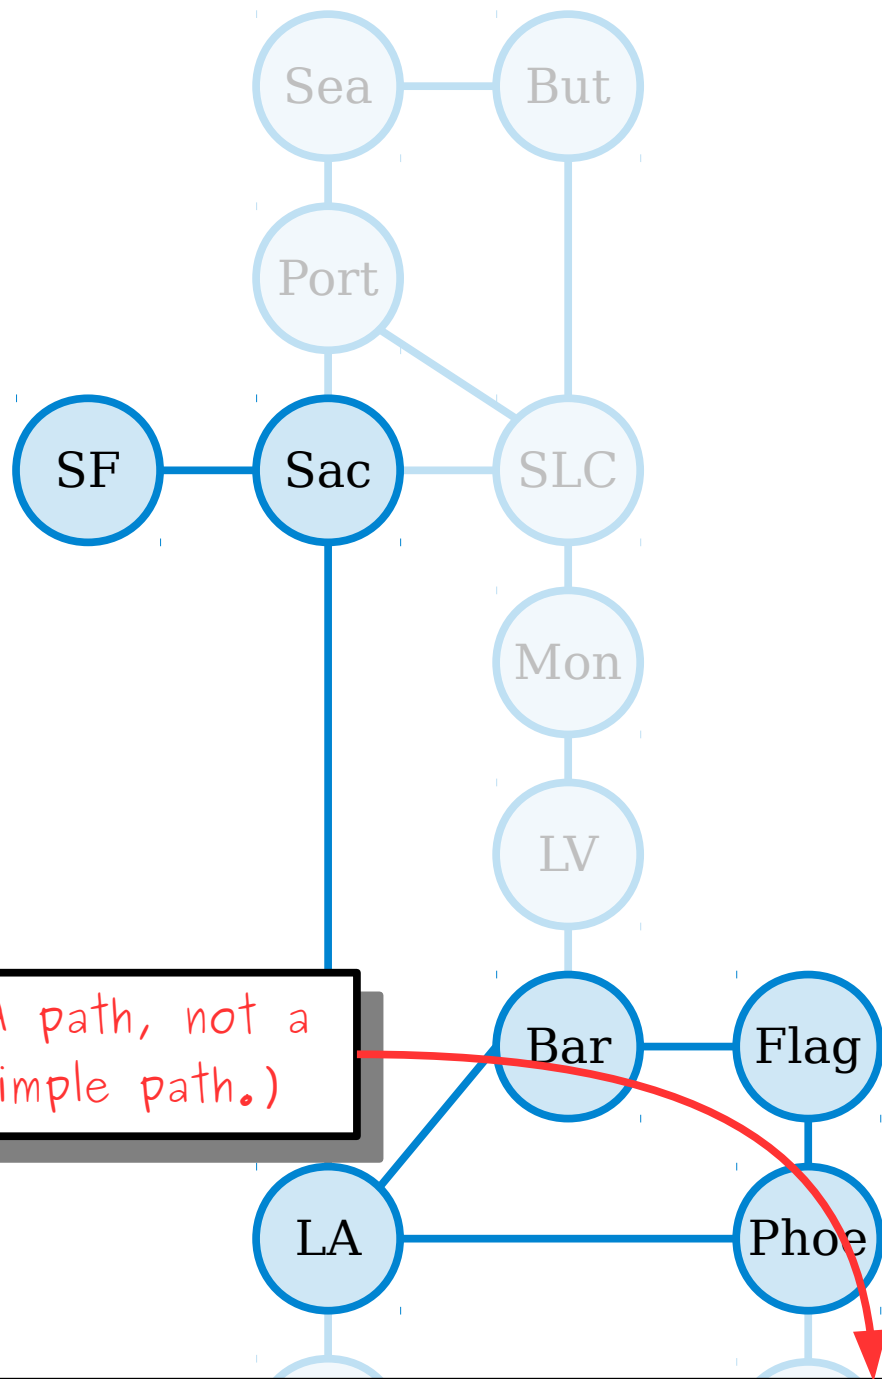 Sea But
Port
SF Sac SLC
Mon
LV
path, not a
imple path.)
Bar Flag
LA Phoe